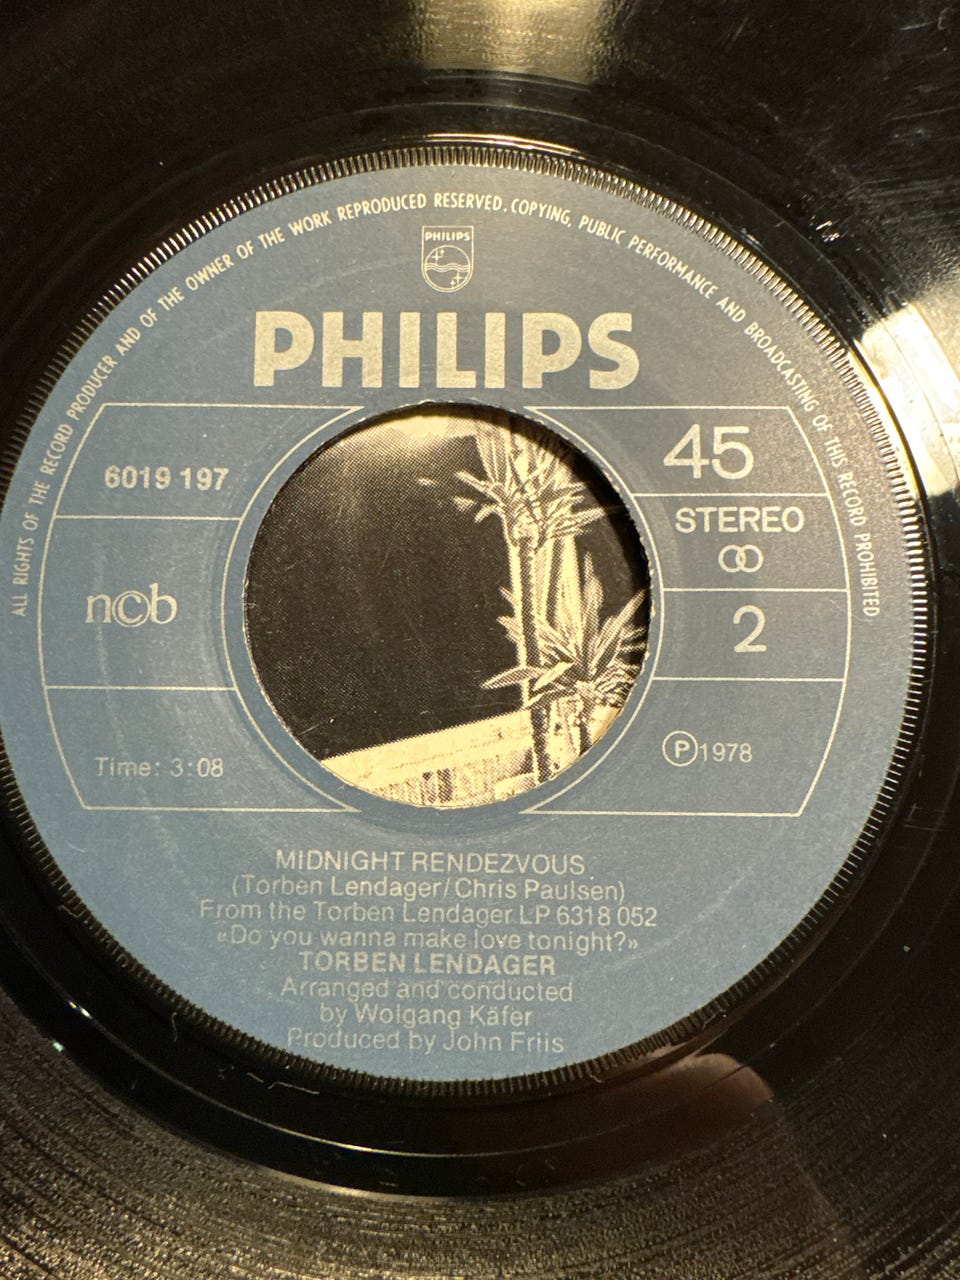 ALL RIGHTS OF THE RECORD PRODUCER AND OF THE OWNER OF THE WORK REPRODUCED RESERVED. COPYING, PUBLIC PERFORMANCE AND BROADCASTING OF THIS RECORD PROHIBITED
PHILIPS
PHILIPS
6019 197
45
STEREO
ncb
2
Time: 3:08
Ⓟ1978
MIDNIGHT RENDEZVOUS
(Torben Lendager/Chris Paulsen)
From the Torben Lendager LP 6318 052
«Do you wanna make love tonight?»
TORBEN LENDAGER
Arranged and conducted
by Wolgang Käfer
Produced by John Friis